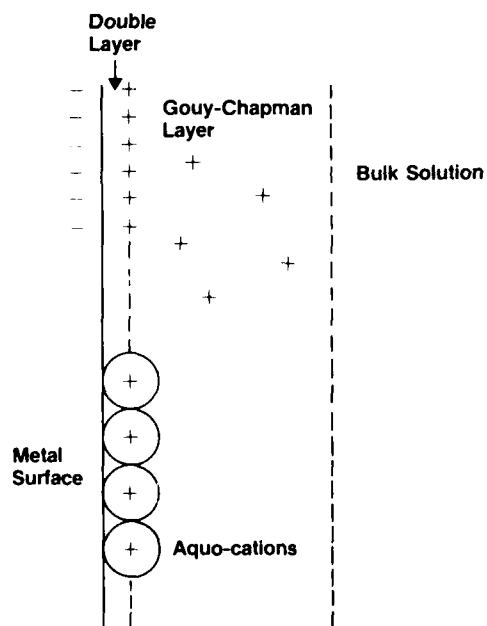 Double
Layer
Gouy-Chapman
Layer
Bulk Solution
Metal
Surface
Aquo-cations